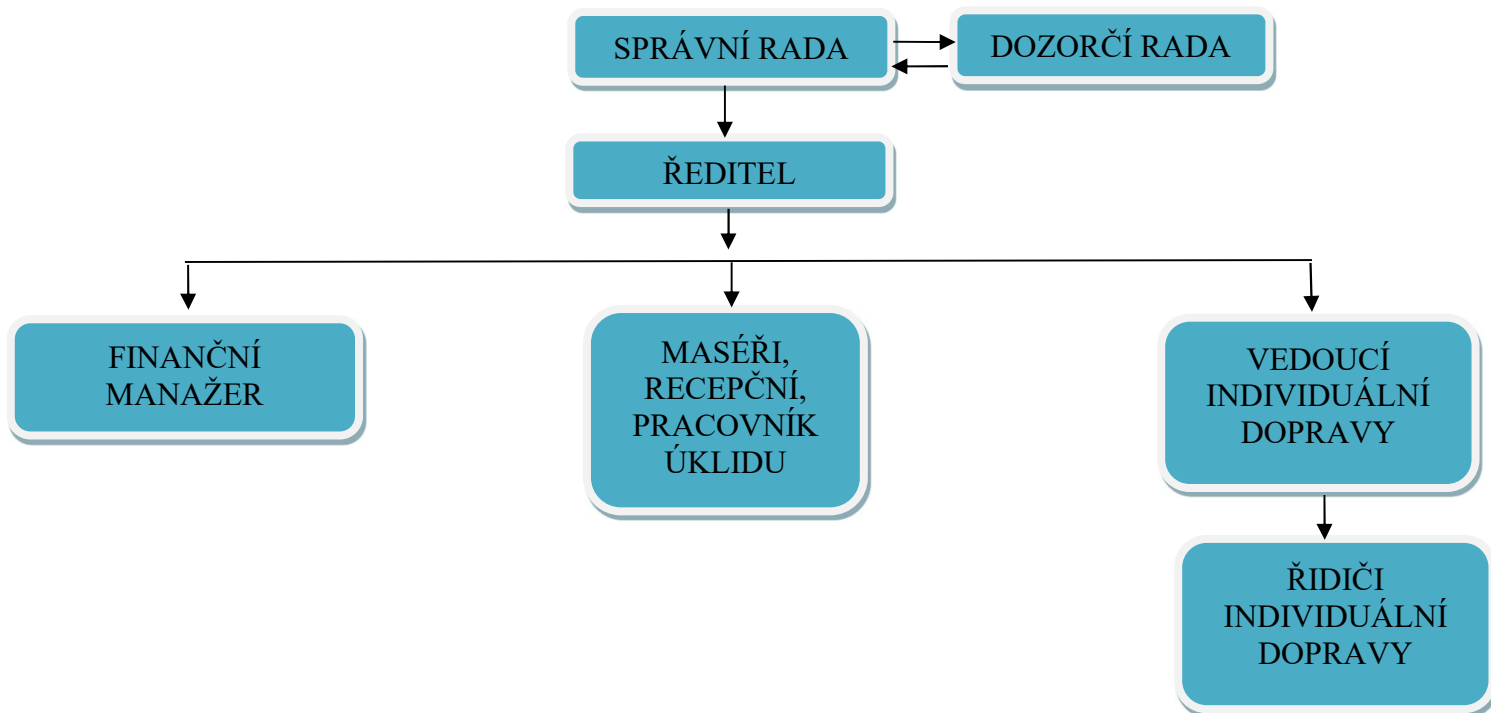 SPRÁVNÍ RADA
DOZORČÍ RADA
ŘEDITEL
FINANČNÍ
MANAŽER
MASÉŘI,
RECEPČNÍ,
PRACOVNÍK
ÚKLIDU
VEDOUCÍ
INDIVIDUÁLNÍ
DOPRAVY
ŘIDIČI
INDIVIDUÁLNÍ
DOPRAVY